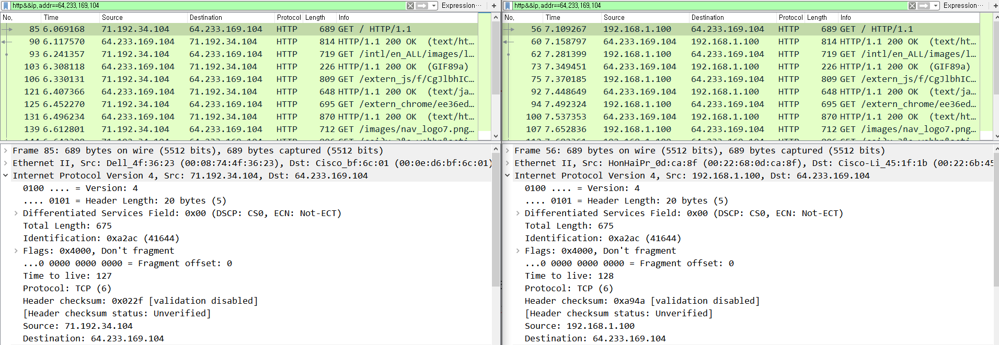 http&&ip,addr==64,233,169,104 Expression…
No. Time Source Destination Protocol Length Info
85 6.069168 71.192.34.104 64.233.169.104 HTTP 689 GET / HTTP/1.1
90 6.117570 64.233.169.104 71.192.34.104 HTTP 814 HTTP/1.1 200 OK (text/ht…
93 6.241357 71.192.34.104 64.233.169.104 HTTP 719 GET /intl/en_ALL/images/l…
103 6.308118 64.233.169.104 71.192.34.104 HTTP 226 HTTP/1.1 200 OK (GIF89a)
106 6.330131 71.192.34.104 64.233.169.104 HTTP 809 GET /extern_js/f/CgJlbhIC…
121 6.407366 64.233.169.104 71.192.34.104 HTTP 648 HTTP/1.1 200 OK (text/ja…
125 6.452270 71.192.34.104 64.233.169.104 HTTP 695 GET /extern_chrome/ee36ed…
131 6.496234 64.233.169.104 71.192.34.104 HTTP 870 HTTP/1.1 200 OK (text/ht…
139 6.612801 71.192.34.104 64.233.169.104 HTTP 712 GET /images/nav_logo7.png…
Frame 85: 689 bytes on wire (5512 bits), 689 bytes captured (5512 bits)
Ethernet II, Src: Dell_4f:36:23 (00:08:74:4f:36:23), Dst: Cisco_bf:6c:01 (00:0e:d6:bf:6c:01)
Internet Protocol Version 4, Src: 71.192.34.104, Dst: 64.233.169.104
0100 .... = Version: 4
.... 0101 = Header Length: 20 bytes (5)
Differentiated Services Field: 0x00 (DSCP: CS0, ECN: Not-ECT)
Total Length: 675
Identification: 0xa2ac (41644)
Flags: 0x4000, Don't fragment
...0 0000 0000 0000 = Fragment offset: 0
Time to live: 127
Protocol: TCP (6)
Header checksum: 0x022f [validation disabled]
[Header checksum status: Unverified]
Source: 71.192.34.104
Destination: 64.233.169.104
http&&ip,addr==64,233,169,104 Expression…
No. Time Source Destination Protocol Length Info
56 7.109267 192.168.1.100 64.233.169.104 HTTP 689 GET / HTTP/1.1
60 7.158797 64.233.169.104 192.168.1.100 HTTP 814 HTTP/1.1 200 OK (text/ht…
62 7.281399 192.168.1.100 64.233.169.104 HTTP 719 GET /intl/en_ALL/images/l…
73 7.349451 64.233.169.104 192.168.1.100 HTTP 226 HTTP/1.1 200 OK (GIF89a)
75 7.370185 192.168.1.100 64.233.169.104 HTTP 809 GET /extern_js/f/CgJlbhIC…
92 7.448649 64.233.169.104 192.168.1.100 HTTP 648 HTTP/1.1 200 OK (text/ja…
94 7.492324 192.168.1.100 64.233.169.104 HTTP 695 GET /extern_chrome/ee36ed…
100 7.537353 64.233.169.104 192.168.1.100 HTTP 870 HTTP/1.1 200 OK (text/ht…
107 7.652836 192.168.1.100 64.233.169.104 HTTP 712 GET /images/nav_logo7.png…
Frame 56: 689 bytes on wire (5512 bits), 689 bytes captured (5512 bits)
Ethernet II, Src: HonHaiPr_0d:ca:8f (00:22:68:0d:ca:8f), Dst: Cisco-Li_45:1f:1b (00:22:6b:45
Internet Protocol Version 4, Src: 192.168.1.100, Dst: 64.233.169.104
0100 .... = Version: 4
.... 0101 = Header Length: 20 bytes (5)
Differentiated Services Field: 0x00 (DSCP: CS0, ECN: Not-ECT)
Total Length: 675
Identification: 0xa2ac (41644)
Flags: 0x4000, Don't fragment
...0 0000 0000 0000 = Fragment offset: 0
Time to live: 128
Protocol: TCP (6)
Header checksum: 0xa94a [validation disabled]
[Header checksum status: Unverified]
Source: 192.168.1.100
Destination: 64.233.169.104